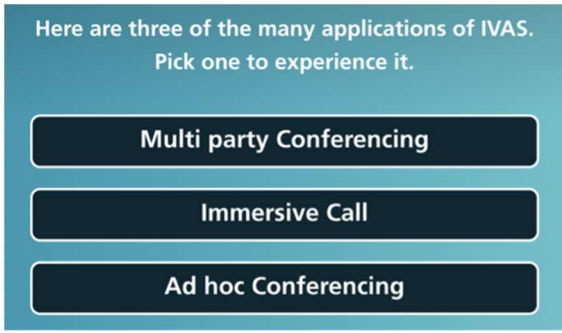 Here are three of the many applications of IVAS.
Pick one to experience it.
Multi party Conferencing
Immersive Call
Ad hoc Conferencing